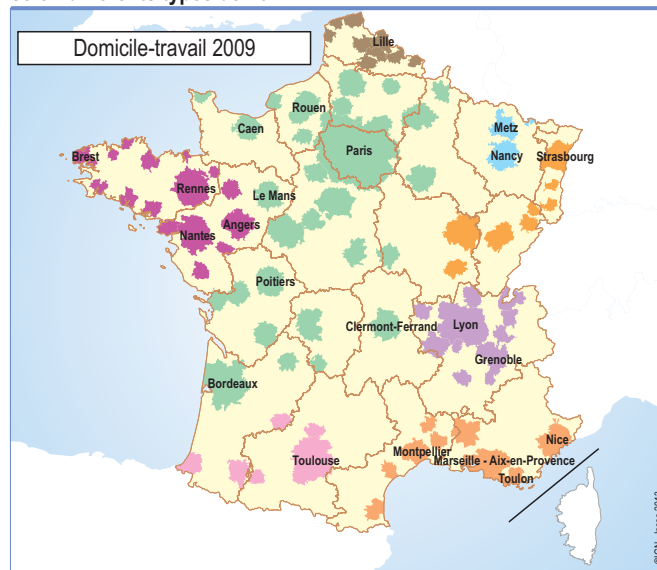 Domicile-travail 2009
Lille
Rouen
Caen
Metz
Paris
Brest
Nancy
Strasbourg
Rennes
Le Mans
Angers
Nantes
Poitiers
Clermont-Ferrand
Lyon
Grenoble
Bordeaux
Nice
Montpellier
Toulouse
Marseille - Aix-en-Provence
Toulon